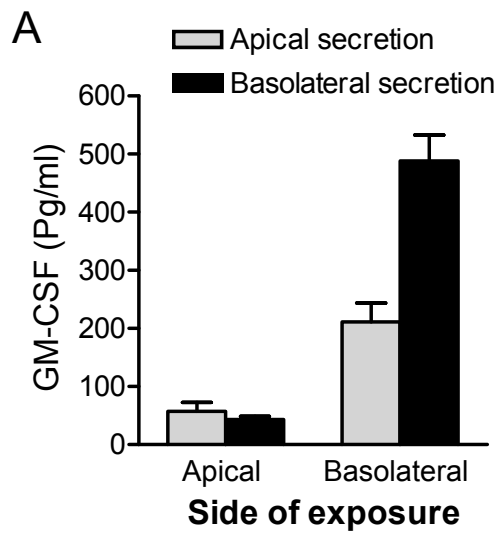 A
Apical secretion
Basolateral secretion
GM-CSF (Pg/ml)
600
500
400
300
200
100
0
Apical Basolateral
Side of exposure